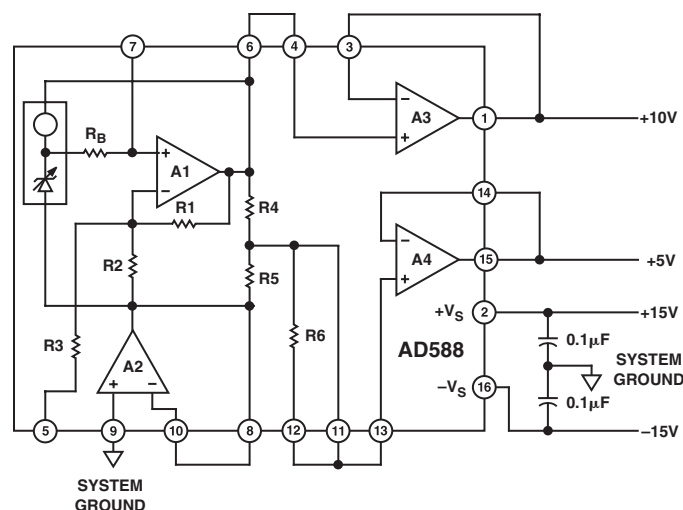 7
6
4
3
R_B
+
−
A1
−
+
A3
1
+10V
R1
R4
14
−
+
A4
15
+5V
R2
R5
R3
R6
+V_S
2
+15V
0.1μF
SYSTEM
GROUND
AD588
A2
+
−
−V_S
16
0.1μF
−15V
5
9
10
8
12
11
13
SYSTEM
GROUND